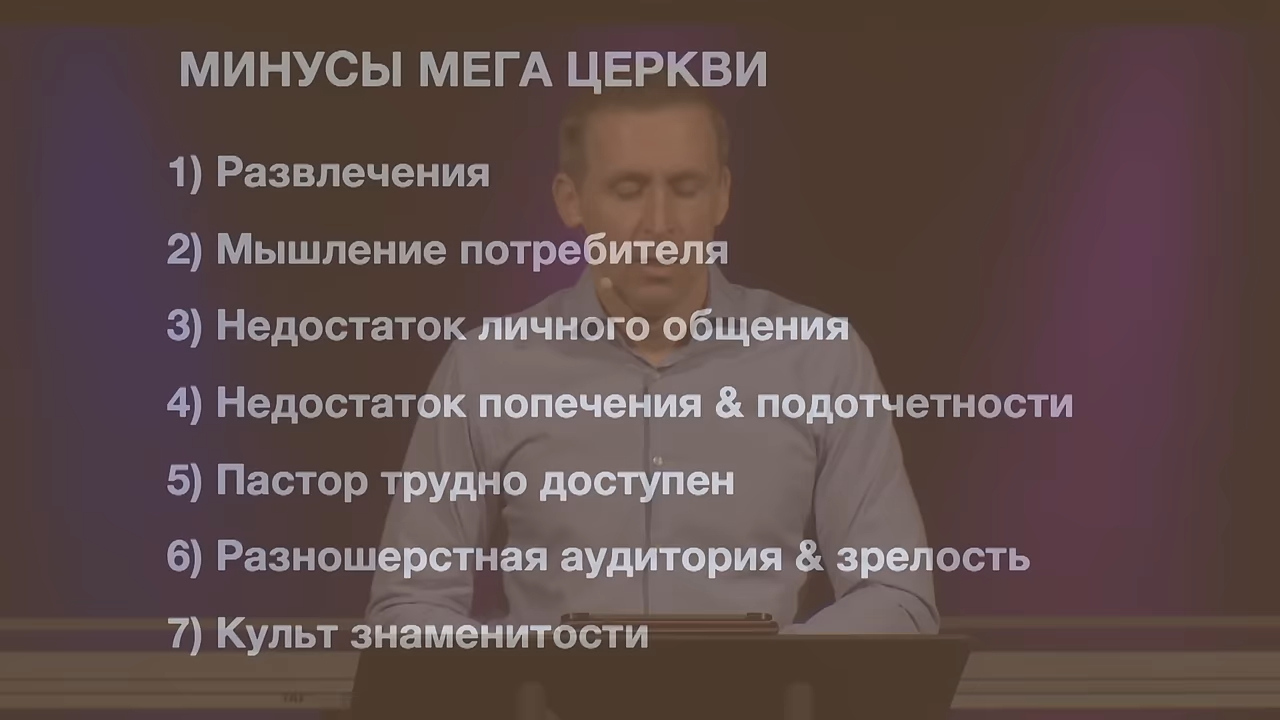 МИНУСЫ МЕГА ЦЕРКВИ
1) Развлечения
2) Мышление потребителя
3) Недостаток личного общения
4) Недостаток попечения & подотчетности
5) Пастор трудно доступен
6) Разношерстная аудитория & зрелость
7) Культ знаменитости